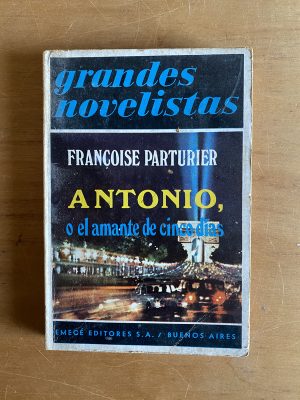 grandes
novelistas
FRANÇOISE PARTURIER
ANTONIO,
o el amante de cinco días
EMECÉ EDITORES S.A. / BUENOS AIRES